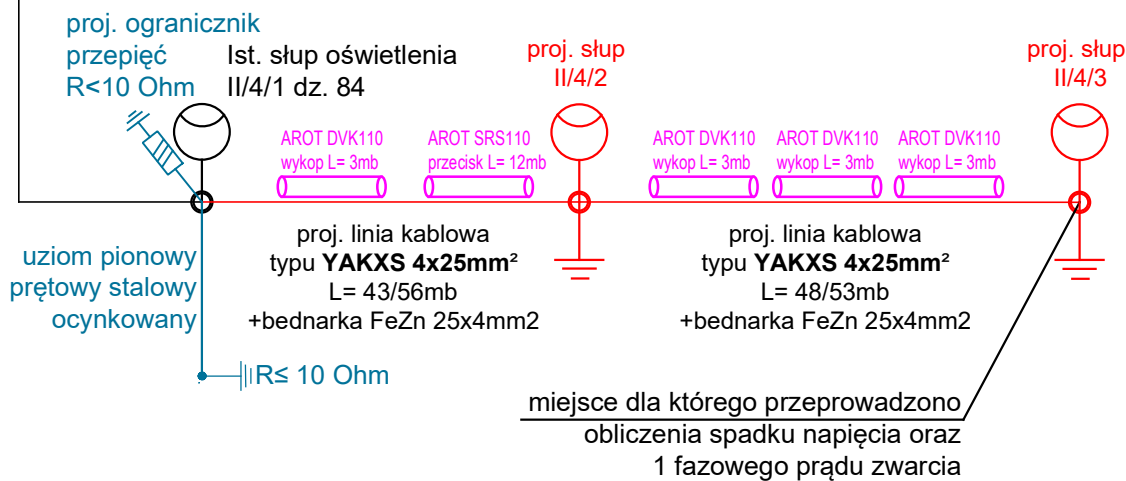 proj. ogranicznik
przepięć
R<10 Ohm
Ist. słup oświetlenia
II/4/1 dz. 84
proj. słup
II/4/2
proj. słup
II/4/3
AROT DVK110
wykop L= 3mb
AROT SRS110
przecisk L= 12mb
AROT DVK110
wykop L= 3mb
AROT DVK110
wykop L= 3mb
AROT DVK110
wykop L= 3mb
uziom pionowy
prętowy stalowy
ocynkowany
proj. linia kablowa
typu YAKXS 4x25mm²
L= 43/56mb
+bednarka FeZn 25x4mm2
proj. linia kablowa
typu YAKXS 4x25mm²
L= 48/53mb
+bednarka FeZn 25x4mm2
R≤ 10 Ohm
miejsce dla którego przeprowadzono
obliczenia spadku napięcia oraz
1 fazowego prądu zwarcia